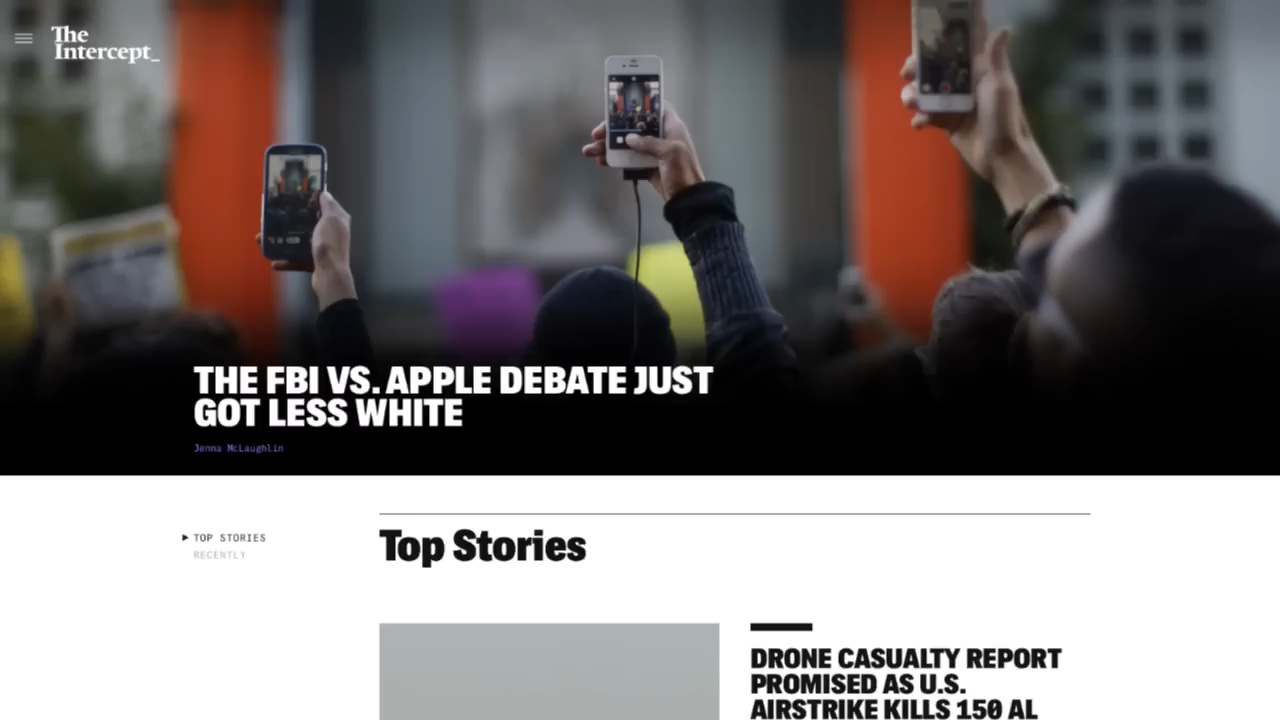 The
Intercept_
THE FBI VS. APPLE DEBATE JUST
GOT LESS WHITE
Jenna McLaughlin
▶ TOP STORIES
RECENTLY
Top Stories
DRONE CASUALTY REPORT
PROMISED AS U.S.
AIRSTRIKE KILLS 150 AL